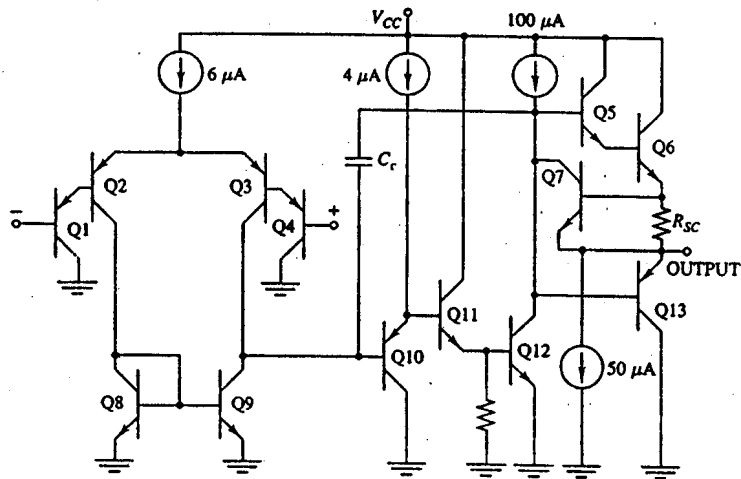 V_CC
100 μA
6 μA
4 μA
Q5
Q6
Q7
C_c
Q2
Q3
Q1
Q4
−
+
R_SC
OUTPUT
Q11
Q13
Q10
Q12
50 μA
Q8
Q9